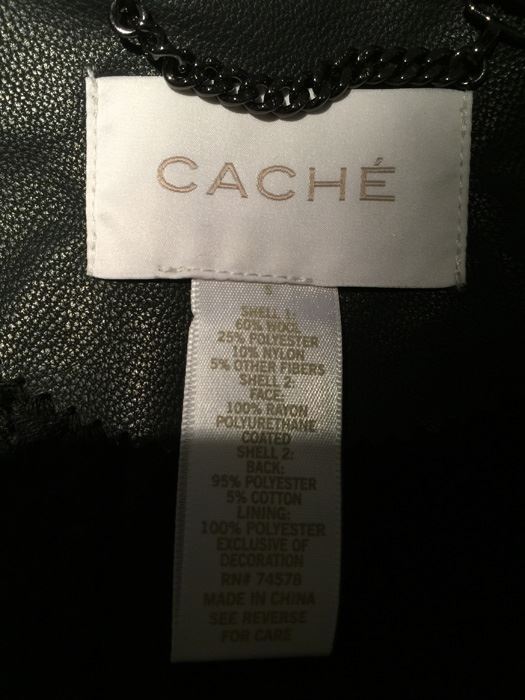 CACHÉ
S
SHELL 1:
60% WOOL
25% POLYESTER
10% NYLON
5% OTHER FIBERS
SHELL 2:
FACE:
100% RAYON
POLYURETHANE
COATED
SHELL 2:
BACK:
95% POLYESTER
5% COTTON
LINING:
100% POLYESTER
EXCLUSIVE OF
DECORATION
RN# 74578
MADE IN CHINA
SEE REVERSE
FOR CARE